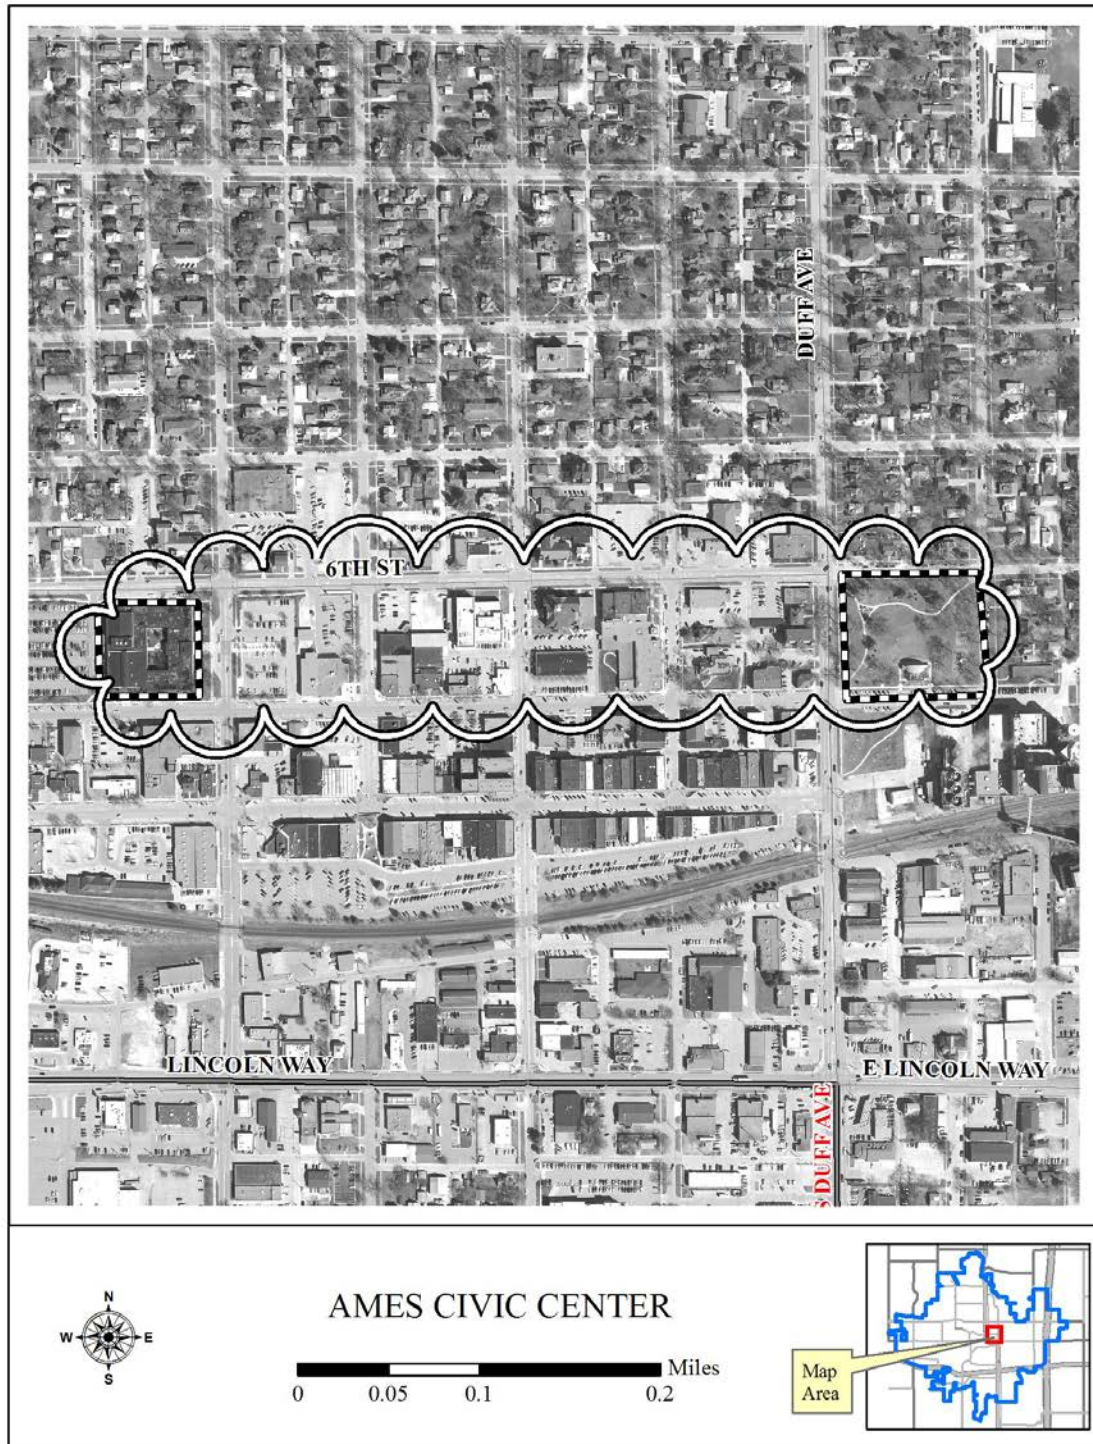 DUFF AVE
6TH ST
LINCOLN WAY
E LINCOLN WAY
S DUFF AVE
N
W
E
S
AMES CIVIC CENTER
Miles
0
0.05
0.1
0.2
Map
Area